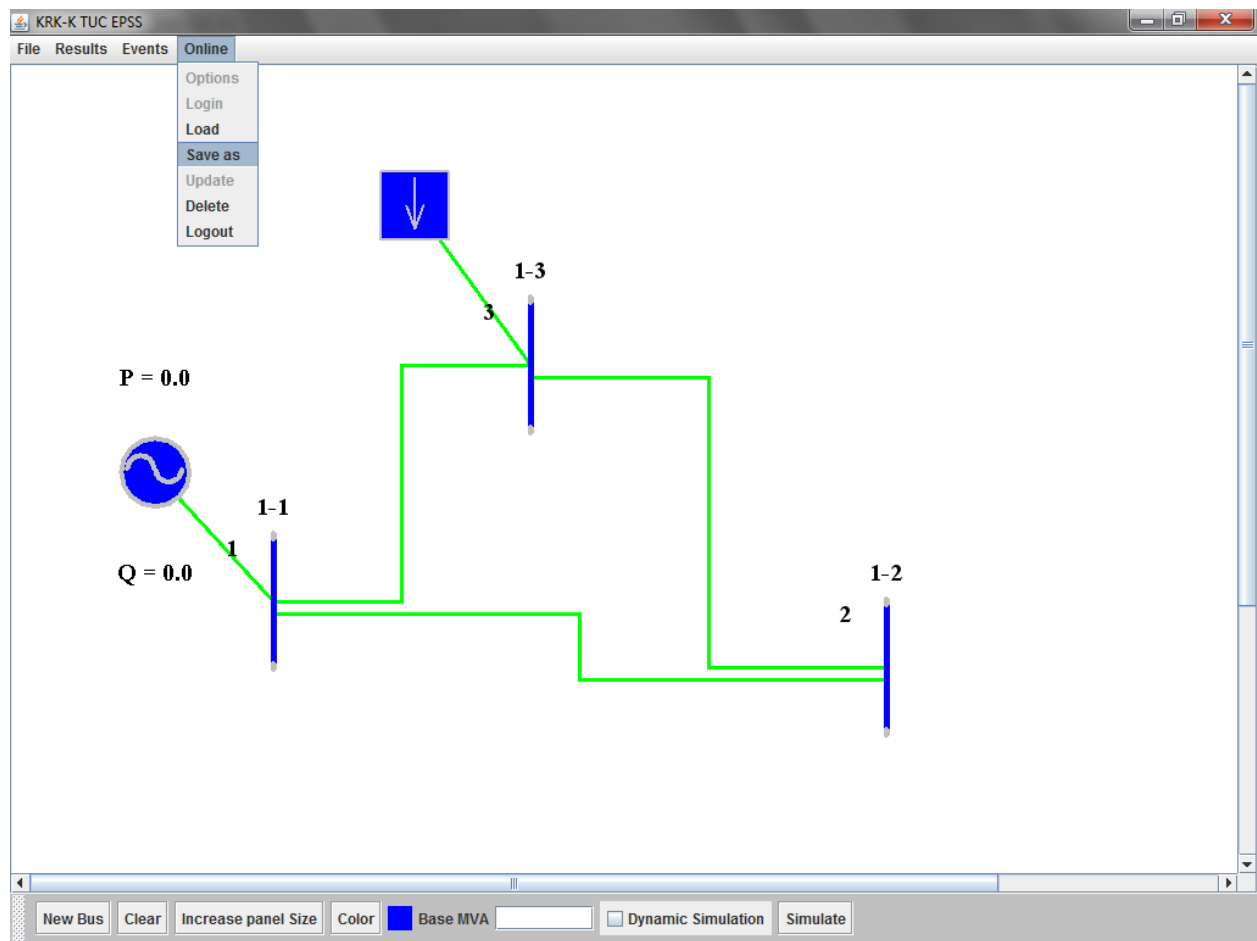 KRK-K TUC EPSS
File Results Events Online
Options
Login
Load
Save as
Update
Delete
Logout
1-3
3
P = 0.0
1-1
1
Q = 0.0
1-2
2
New Bus Clear Increase panel Size Color Base MVA Dynamic Simulation Simulate